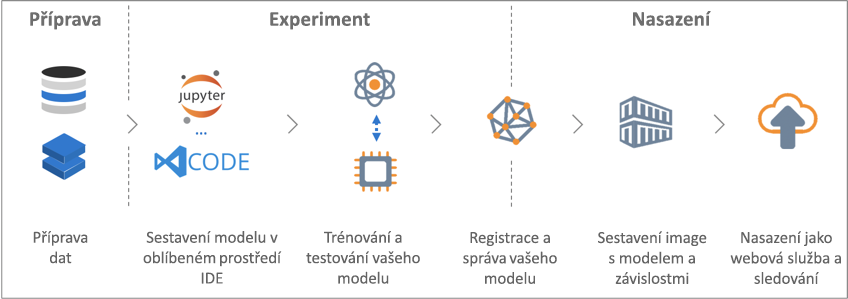 Příprava
Experiment
Nasazení
jupyter
...
CODE
Příprava
dat
Sestavení modelu v
oblíbeném prostředí
IDE
Trénování a
testování vašeho
modelu
Registrace a
správa vašeho
modelu
Sestavení image
s modelem a
závislostmi
Nasazení jako
webová služba a
sledování